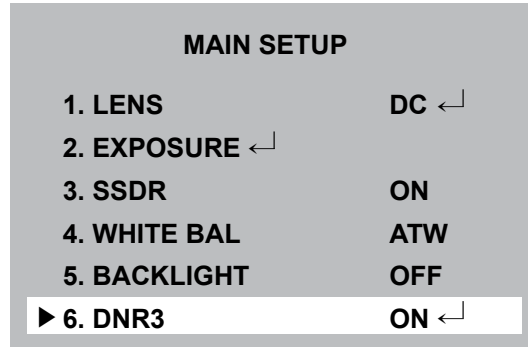 MAIN SETUP
1. LENS DC ↵
2. EXPOSURE ↵
3. SSDR ON
4. WHITE BAL ATW
5. BACKLIGHT OFF
▶ 6. DNR3 ON ↵